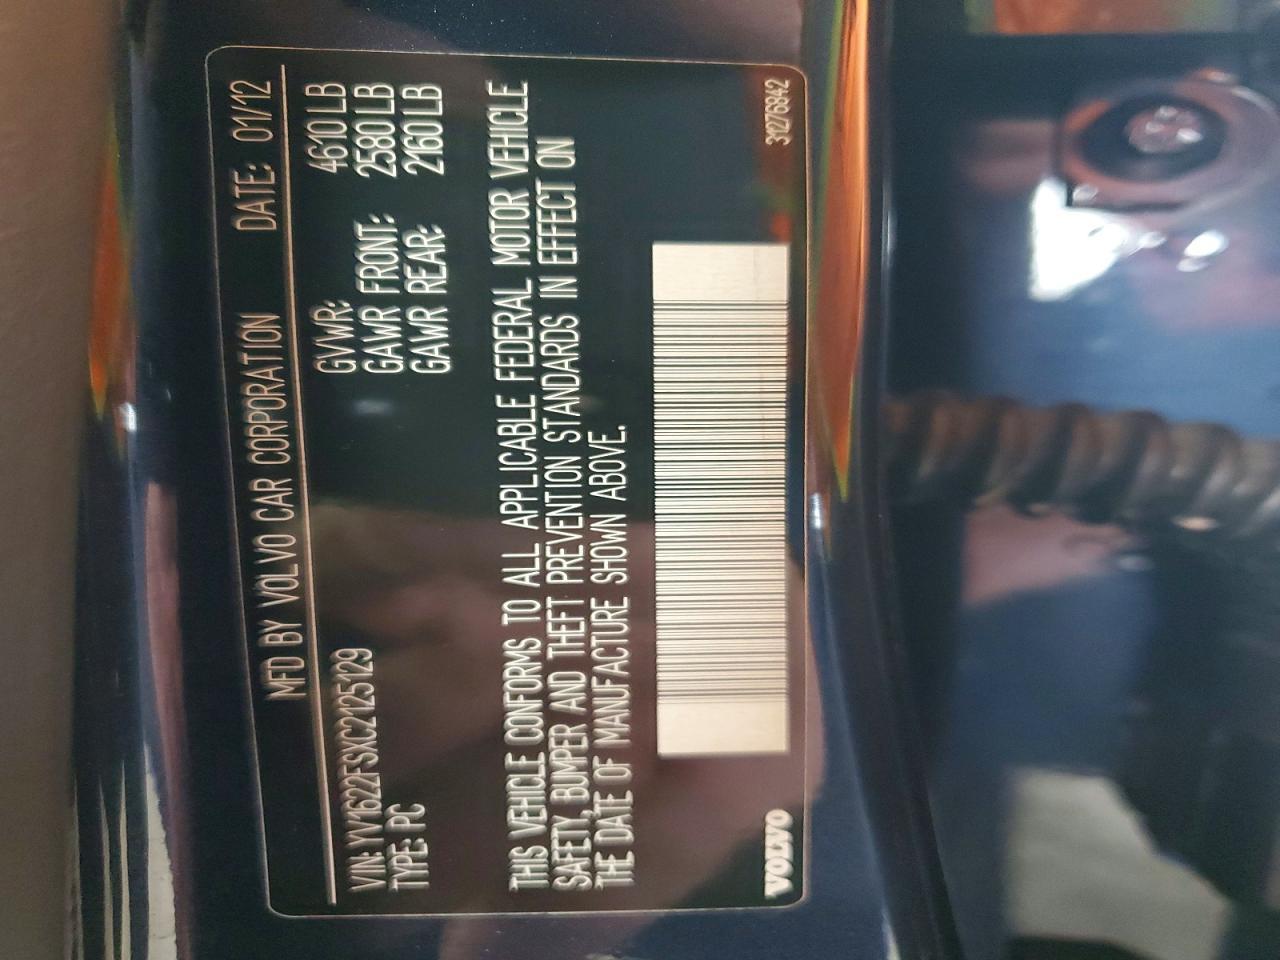 MFD BY VOLVO CAR CORPORATION DATE: 01/12
VIN: YV1622FSXC2125129 GVWR: 4610 LB
TYPE: PC GAWR FRONT: 2580 LB
GAWR REAR: 2160 LB
THIS VEHICLE CONFORMS TO ALL APPLICABLE FEDERAL MOTOR VEHICLE
SAFETY, BUMPER AND THEFT PREVENTION STANDARDS IN EFFECT ON
THE DATE OF MANUFACTURE SHOWN ABOVE.
VOLVO 31276842